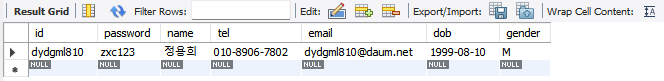 Result Grid Filter Rows: Edit: Export/Import: Wrap Cell Content:
id password name tel email dob gender
dydgml810 zxc123 정용희 010-8906-7802 dydgml810@daum.net 1999-08-10 M
NULL NULL NULL NULL NULL NULL NULL